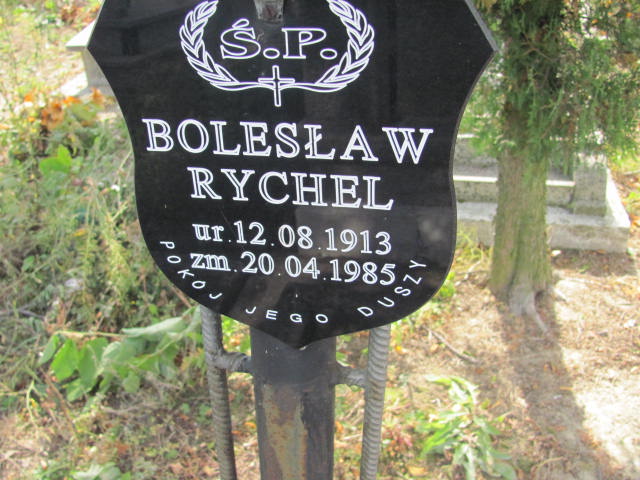 Ś.P.
BOLESŁAW
RYCHEL
ur.12.08.1913
zm.20.04.1985
POKÓJ JEGO DUSZY